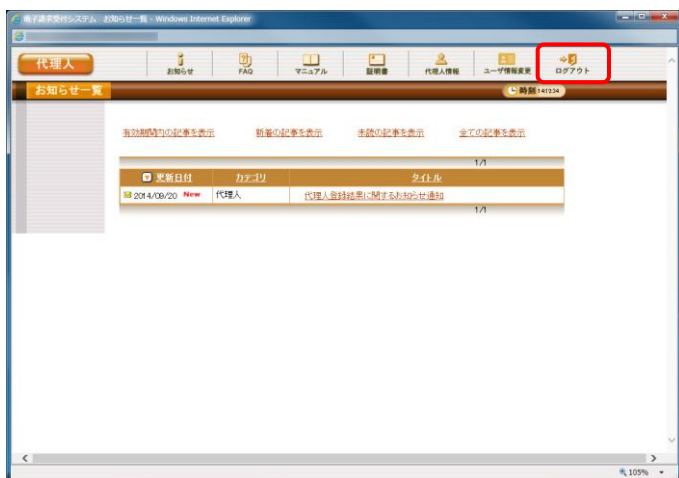 電子請求受付システム お知らせ一覧 - Windows Internet Explorer
代理人
お知らせ
FAQ
マニュアル
証明書
代理人情報
ユーザ情報変更
ログアウト
お知らせ一覧
時刻 14:12:34
有効期間内の記事を表示 新着の記事を表示 未読の記事を表示 全ての記事を表示
1/1
更新日付 カテゴリ タイトル
2014/09/20 New 代理人 代理人登録結果に関するお知らせ通知
1/1
105%